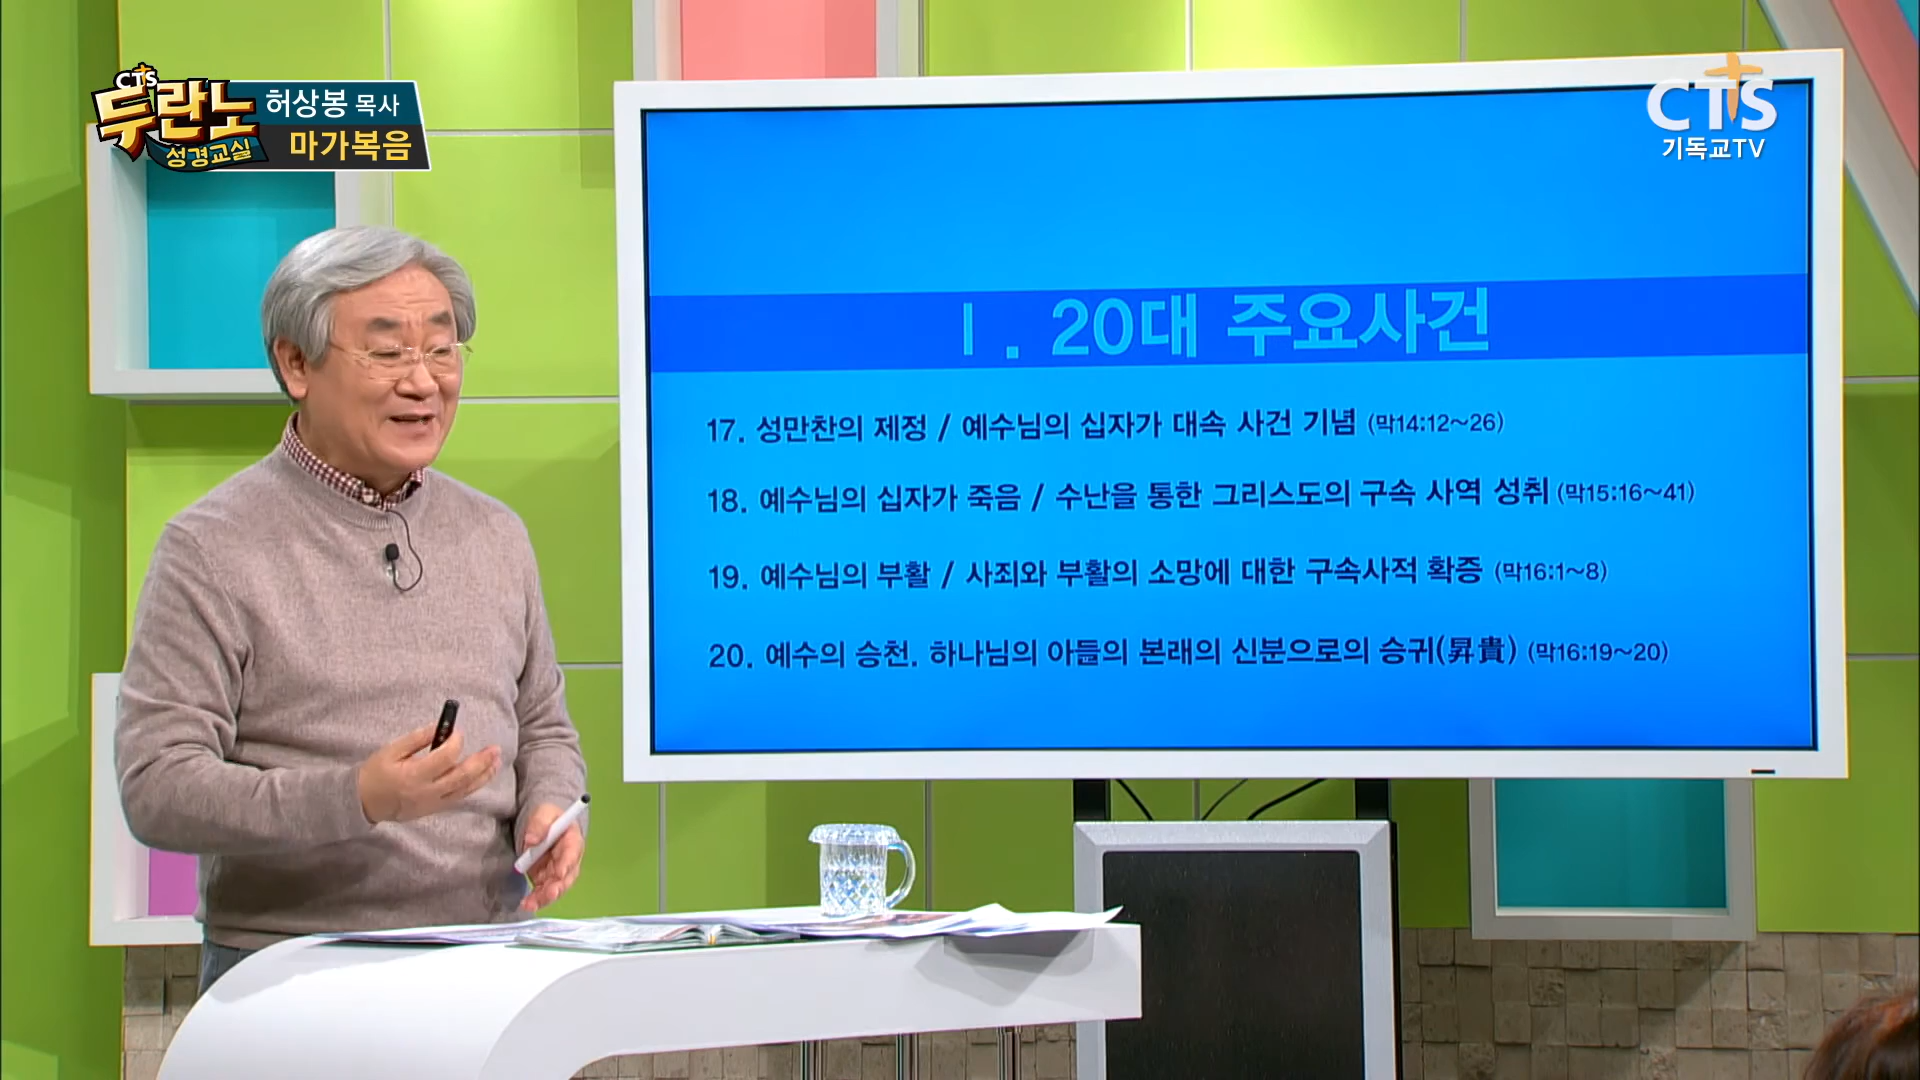 CTS
두란노
성경교실
허상봉 목사
마가복음
CTS
기독교TV
Ⅰ. 20대 주요사건
17. 성만찬의 제정 / 예수님의 십자가 대속 사건 기념 (막14:12~26)
18. 예수님의 십자가 죽음 / 수난을 통한 그리스도의 구속 사역 성취 (막15:16~41)
19. 예수님의 부활 / 사죄와 부활의 소망에 대한 구속사적 확증 (막16:1~8)
20. 예수의 승천. 하나님의 아들의 본래의 신분으로의 승귀(昇貴) (막16:19~20)